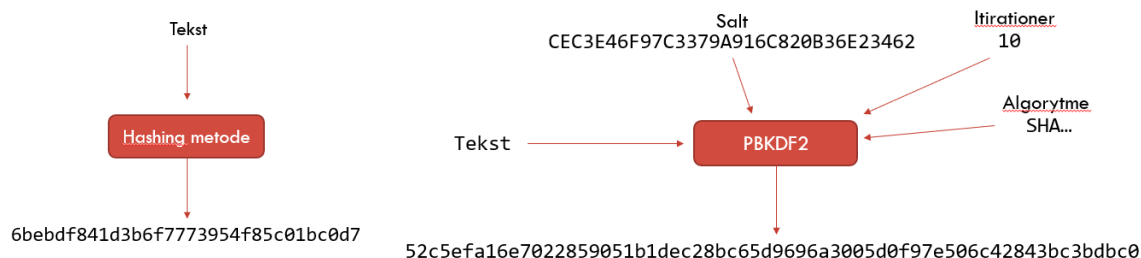 Tekst
Hashing metode
6bebdf841d3b6f7773954f85c01bc0d7
Salt
CEC3E46F97C3379A916C820B36E23462
Itirationer
10
Algorytme
SHA…
Tekst
PBKDF2
52c5efa16e7022859051b1dec28bc65d9696a3005d0f97e506c42843bc3bdbc0